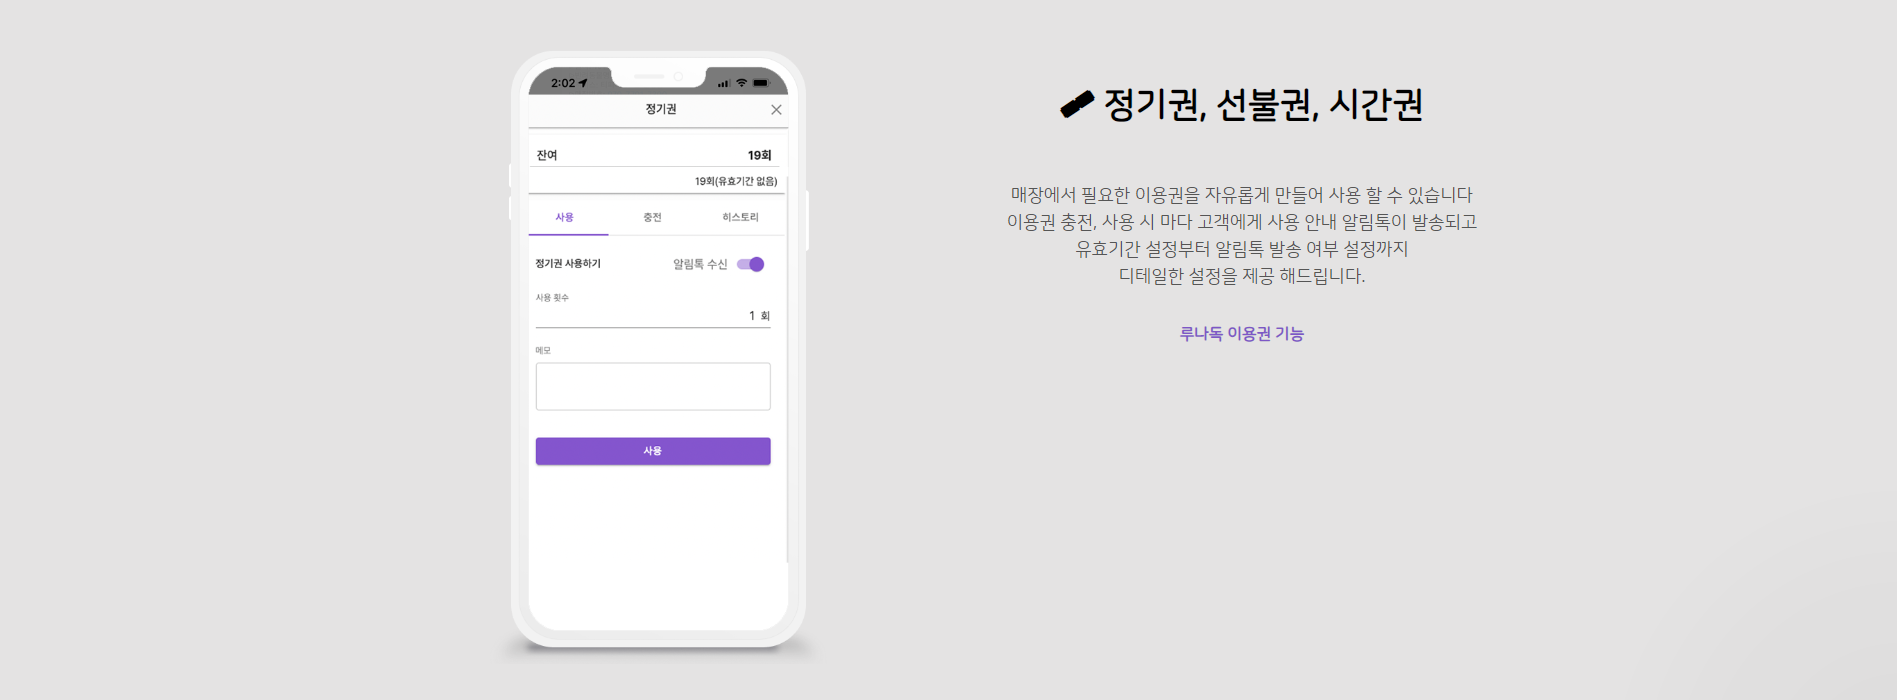 2:02
정기권
잔여 19회
19회(유효기간 없음)
사용 충전 히스토리
정기권 사용하기 알림톡 수신
사용 횟수
1 회
메모
사용
정기권, 선불권, 시간권
매장에서 필요한 이용권을 자유롭게 만들어 사용 할 수 있습니다
이용권 충전, 사용 시 마다 고객에게 사용 안내 알림톡이 발송되고
유효기간 설정부터 알림톡 발송 여부 설정까지
디테일한 설정을 제공 해드립니다.
루나독 이용권 기능